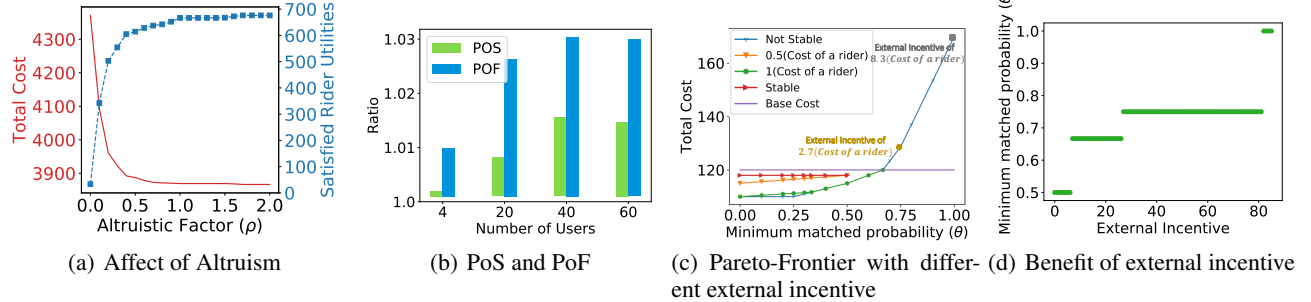 Total Cost
4300
4200
4100
4000
3900
700
600
500
400
300
200
100
0
Satisfied Rider Utilities
0.0 0.5 1.0 1.5 2.0
Altruistic Factor (ρ)
(a) Affect of Altruism
Ratio
1.03
1.02
1.01
1.0
POS
POF
4 20 40 60
Number of Users
(b) PoS and PoF
Total Cost
160
140
120
Not Stable
0.5(Cost of a rider)
1(Cost of a rider)
Stable
Base Cost
External Incentive of
8.3(Cost of a rider)
External Incentive of
2.7(Cost of a rider)
0.00 0.25 0.50 0.75 1.00
Minimum matched probability (θ)
(c) Pareto-Frontier with differ-
ent external incentive
Minimum matched probability (θ
1.0
0.9
0.8
0.7
0.6
0.5
0 20 40 60 80
External Incentive
(d) Benefit of external incentive